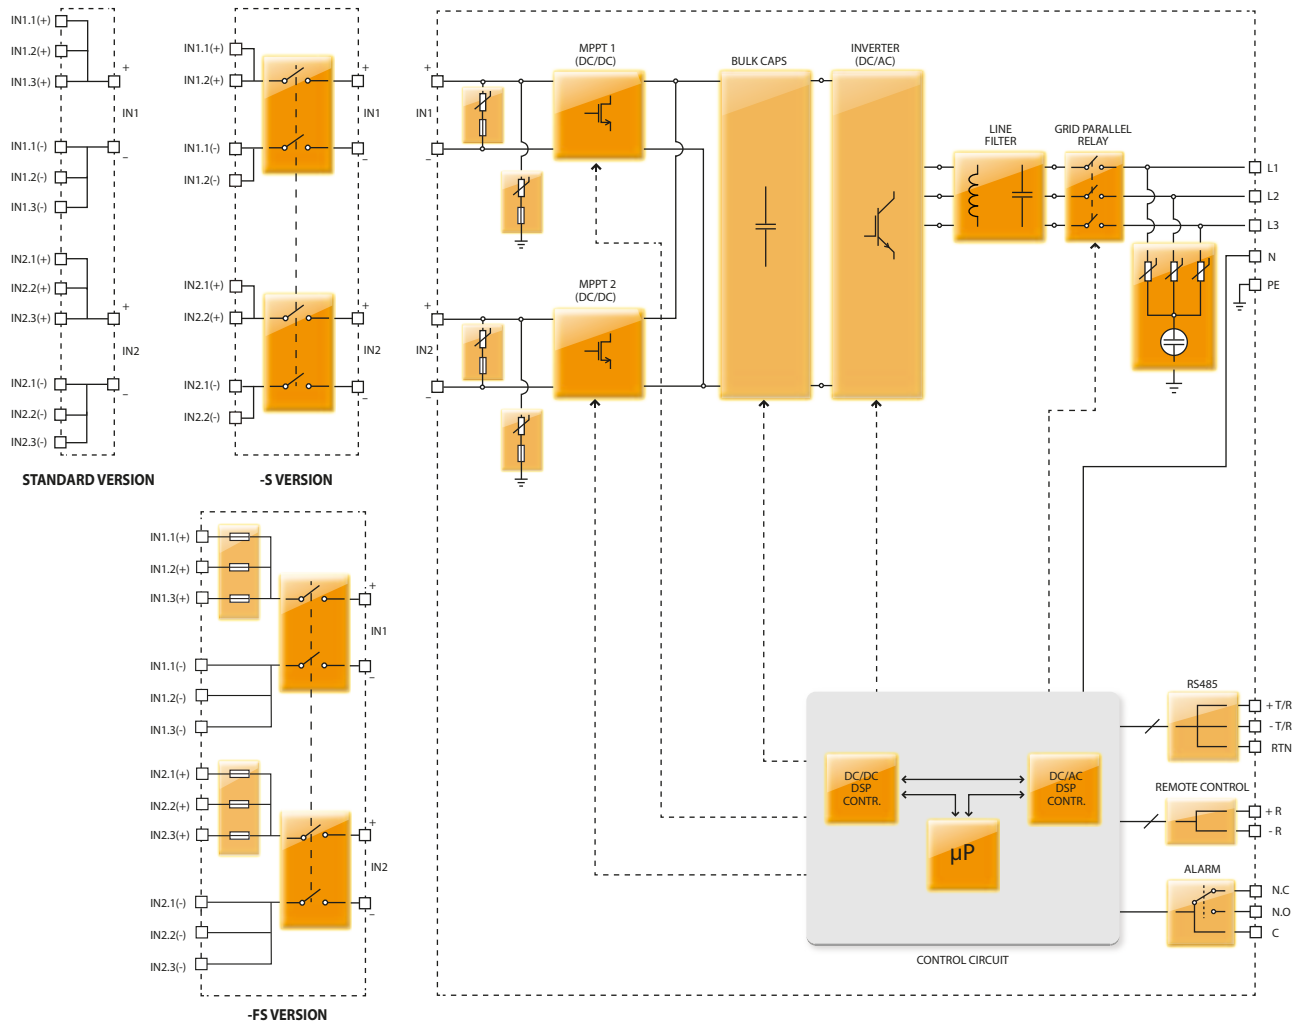 IN1.1(+)
IN1.2(+)
IN1.3(+)
+
IN1
IN1.1(-)
–
IN1.2(-)
IN1.3(-)
IN2.1(+)
IN2.2(+)
+
IN2.3(+)
IN2
IN2.1(-)
–
IN2.2(-)
IN2.3(-)
STANDARD VERSION
IN1.1(+)
+
IN1.2(+)
IN1
IN1.1(-)
–
IN1.2(-)
IN2.1(+)
+
IN2.2(+)
IN2
IN2.1(-)
–
IN2.2(-)
-S VERSION
IN1.1(+)
IN1.2(+)
+
IN1.3(+)
IN1
IN1.1(-)
–
IN1.2(-)
IN1.3(-)
IN2.1(+)
IN2.2(+)
+
IN2.3(+)
IN2
IN2.1(-)
–
IN2.2(-)
IN2.3(-)
-FS VERSION
+
IN1
–
+
IN2
–
MPPT 1
(DC/DC)
MPPT 2
(DC/DC)
BULK CAPS
INVERTER
(DC/AC)
LINE
FILTER
GRID PARALLEL
RELAY
L1
L2
L3
N
PE
DC/DC
DSP
CONTR.
DC/AC
DSP
CONTR.
µP
CONTROL CIRCUIT
RS485
+ T/R
- T/R
RTN
REMOTE CONTROL
+ R
- R
ALARM
N.C
N.O
C